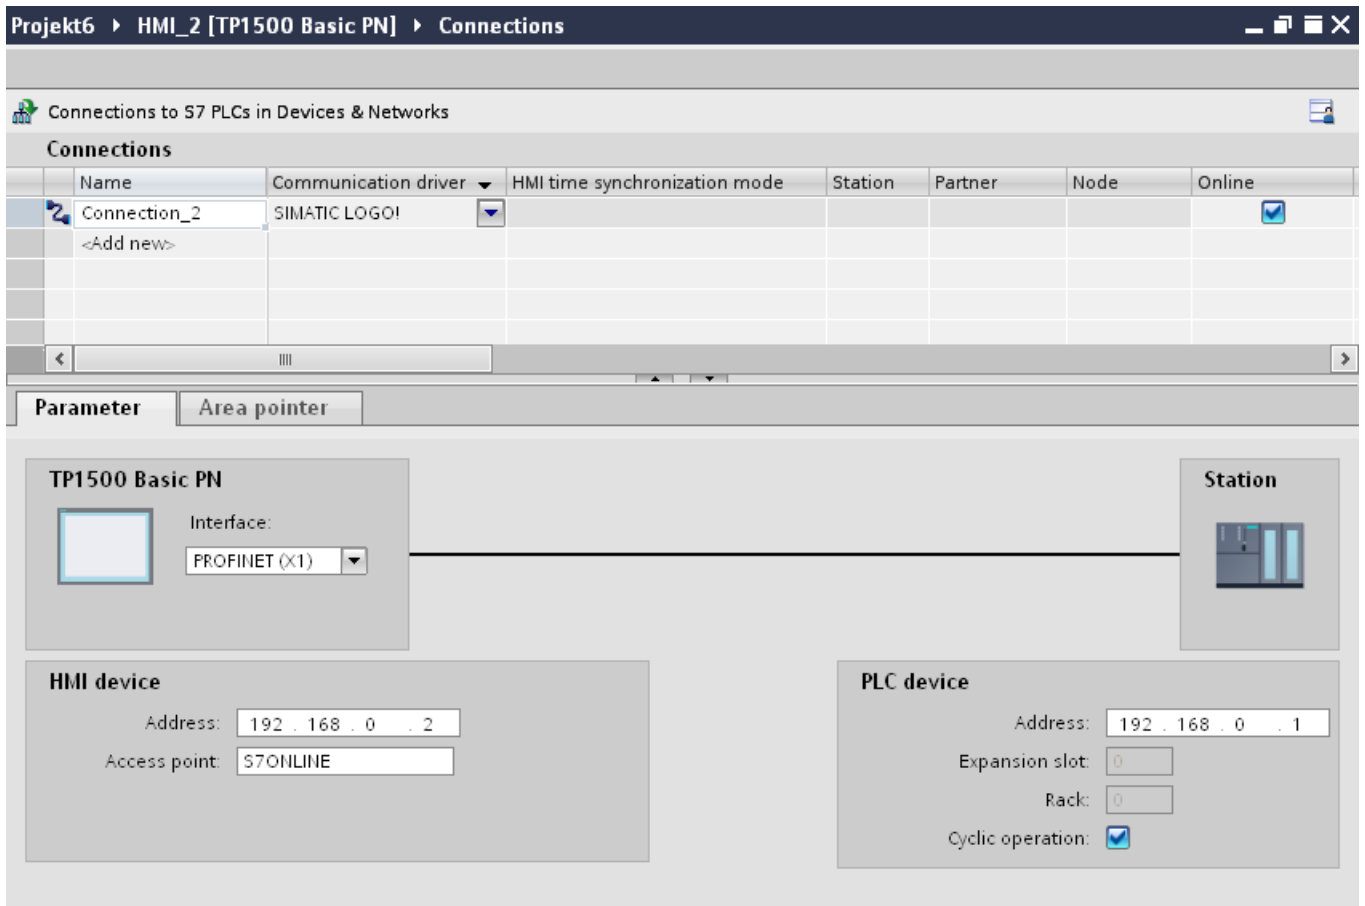 Projekt6 ▸ HMI_2 [TP1500 Basic PN] ▸ Connections
Connections to S7 PLCs in Devices & Networks
Connections
Name Communication driver HMI time synchronization mode Station Partner Node Online
Connection_2 SIMATIC LOGO!
<Add new>
Parameter Area pointer
TP1500 Basic PN
Station
Interface:
PROFINET (X1)
HMI device
PLC device
Address: 192 . 168 . 0 . 2
Address: 192 . 168 . 0 . 1
Access point: S7ONLINE
Expansion slot: 0
Rack: 0
Cyclic operation: